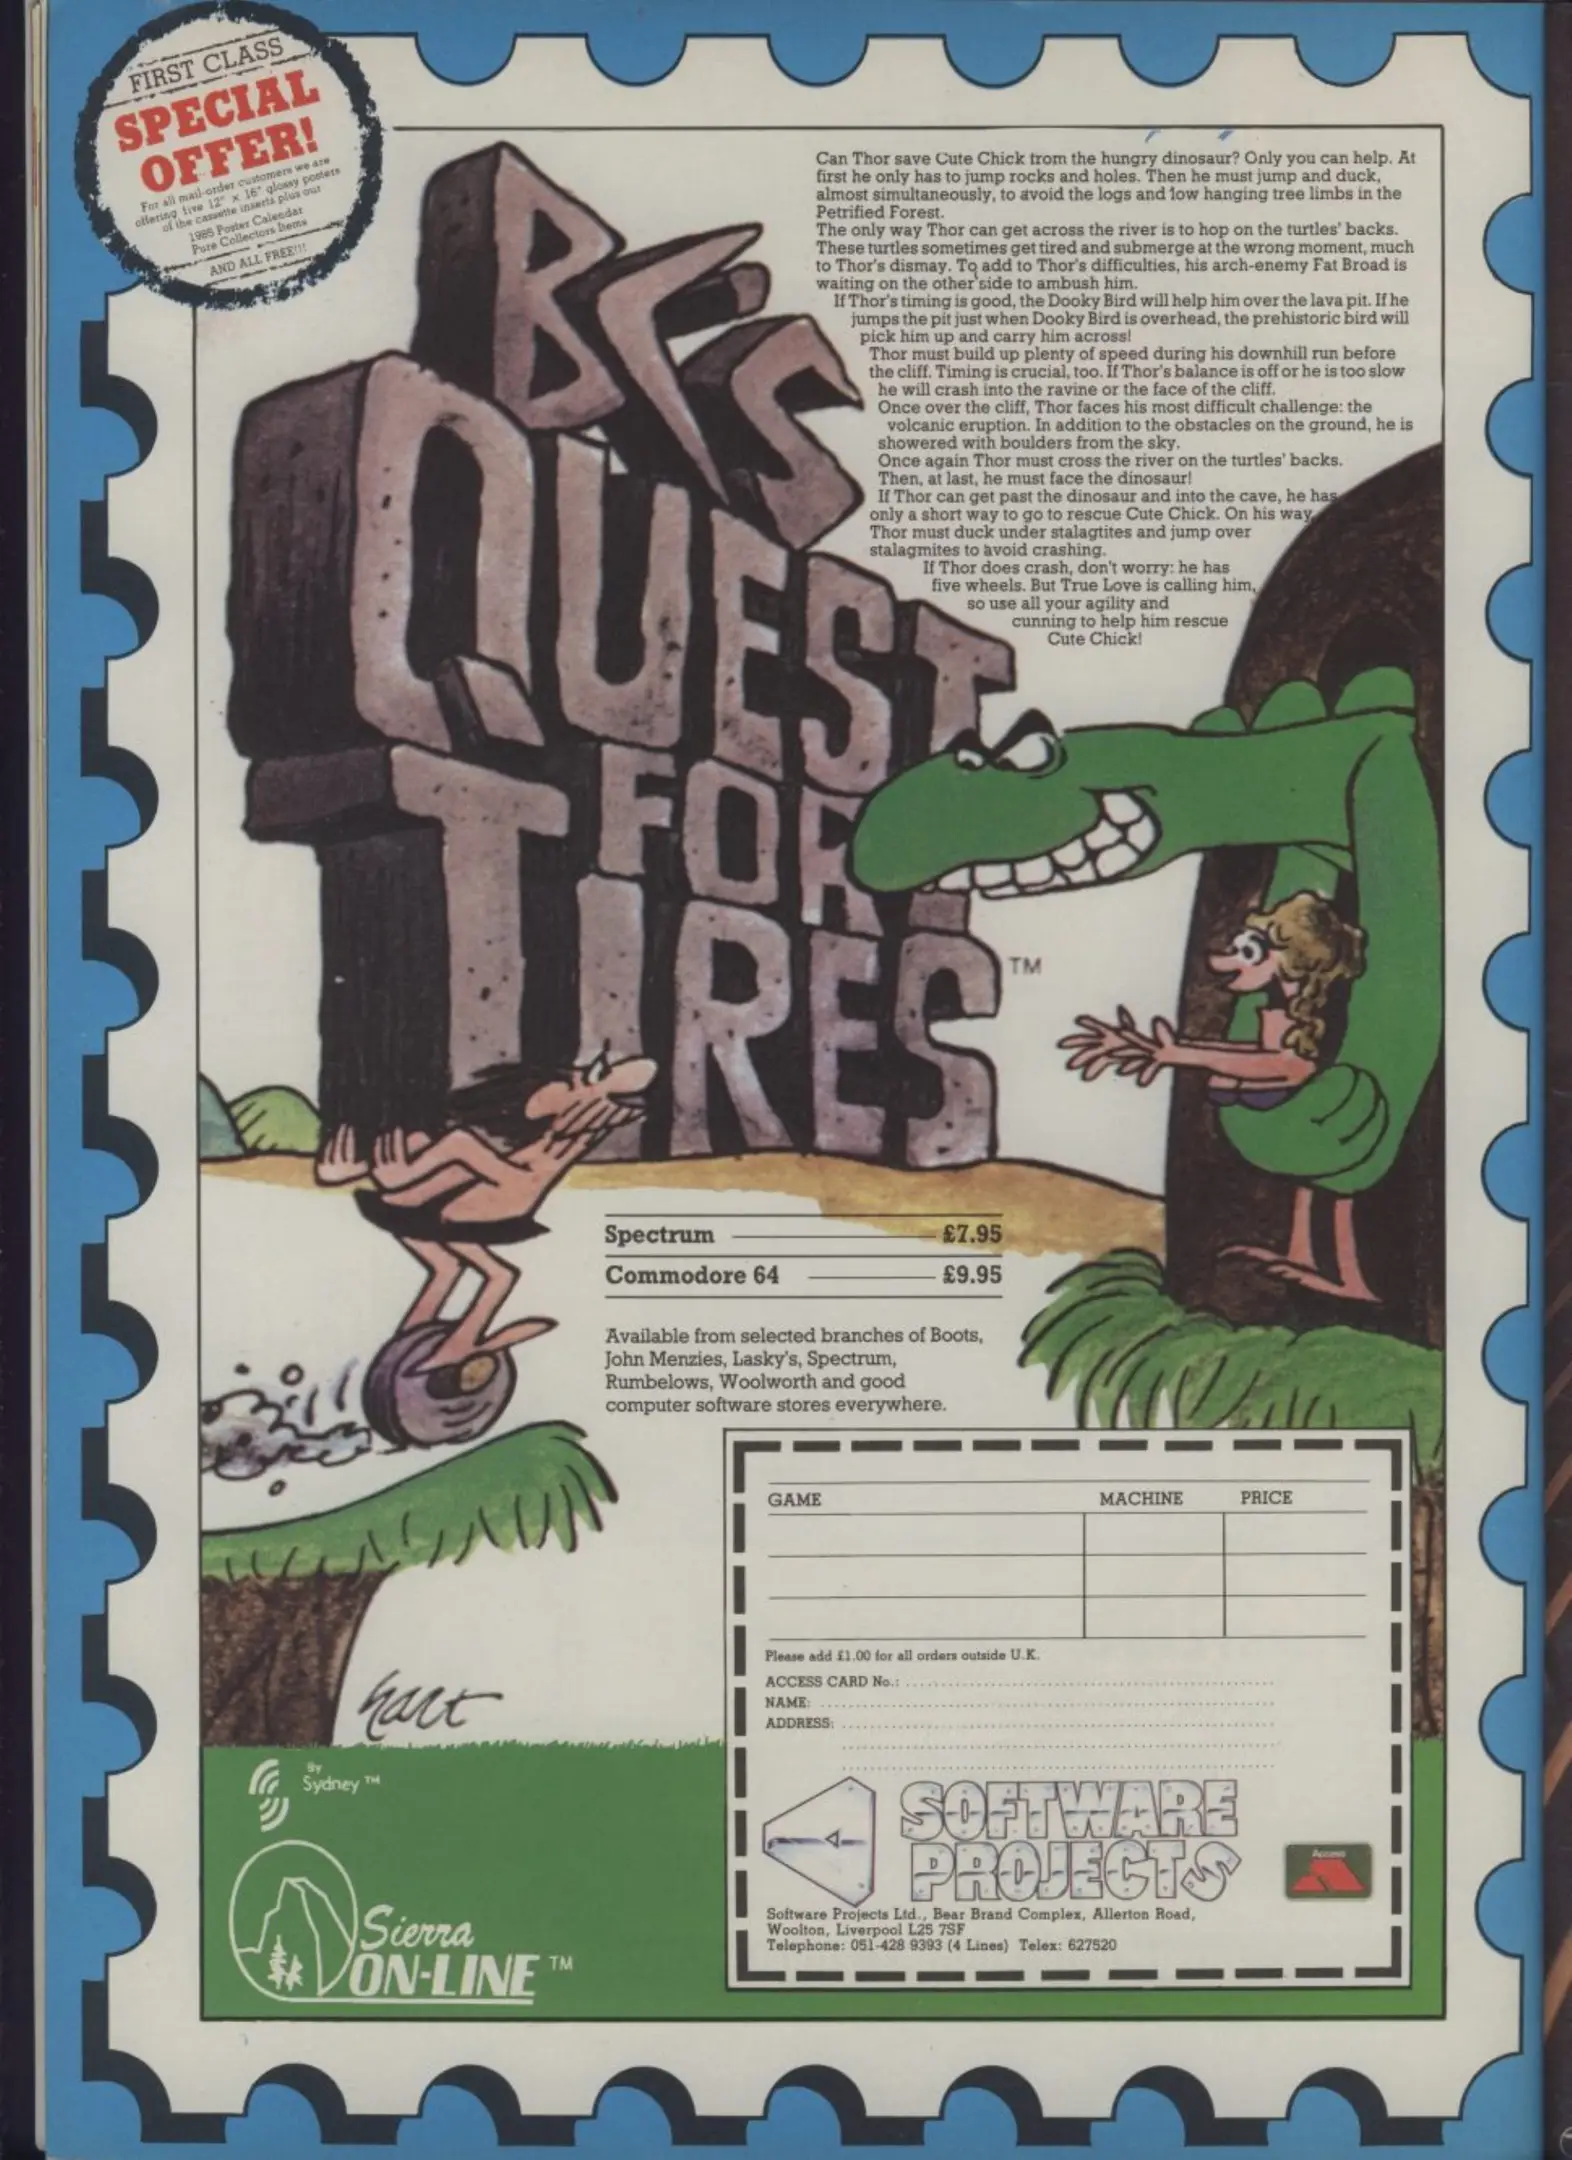 FIRST CLASS
SPECIAL
OFFER!
For all mail-order customers we are
offering five 12" x 16" glossy posters
of the cassette inserts plus our
1985 Poster Calendar
Pure Collectors Items
AND ALL FREE!!!
BC'S
QUEST
FOR
TIRES
TM
Can Thor save Cute Chick from the hungry dinosaur? Only you can help. At
first he only has to jump rocks and holes. Then he must jump and duck,
almost simultaneously, to avoid the logs and low hanging tree limbs in the
Petrified Forest.
The only way Thor can get across the river is to hop on the turtles' backs.
These turtles sometimes get tired and submerge at the wrong moment, much
to Thor's dismay. To add to Thor's difficulties, his arch-enemy Fat Broad is
waiting on the other side to ambush him.
If Thor's timing is good, the Dooky Bird will help him over the lava pit. If he
jumps the pit just when Dooky Bird is overhead, the prehistoric bird will
pick him up and carry him across!
Thor must build up plenty of speed during his downhill run before
the cliff. Timing is crucial, too. If Thor's balance is off or he is too slow
he will crash into the ravine or the face of the cliff.
Once over the cliff, Thor faces his most difficult challenge: the
volcanic eruption. In addition to the obstacles on the ground, he is
showered with boulders from the sky.
Once again Thor must cross the river on the turtles' backs.
Then, at last, he must face the dinosaur!
If Thor can get past the dinosaur and into the cave, he has
only a short way to go to rescue Cute Chick. On his way
Thor must duck under stalagtites and jump over
stalagmites to avoid crashing.
If Thor does crash, don't worry: he has
five wheels. But True Love is calling him,
so use all your agility and
cunning to help him rescue
Cute Chick!
Spectrum £7.95
Commodore 64 £9.95
Available from selected branches of Boots,
John Menzies, Lasky's, Spectrum,
Rumbelows, Woolworth and good
computer software stores everywhere.
hart
By
Sydney TM
Sierra
ON-LINE TM
GAME MACHINE PRICE
Please add £1.00 for all orders outside U.K.
ACCESS CARD No.:
NAME:
ADDRESS:
SOFTWARE
PROJECTS
Access
Software Projects Ltd., Bear Brand Complex, Allerton Road,
Woolton, Liverpool L25 7SF
Telephone: 051-428 9393 (4 Lines) Telex: 627520